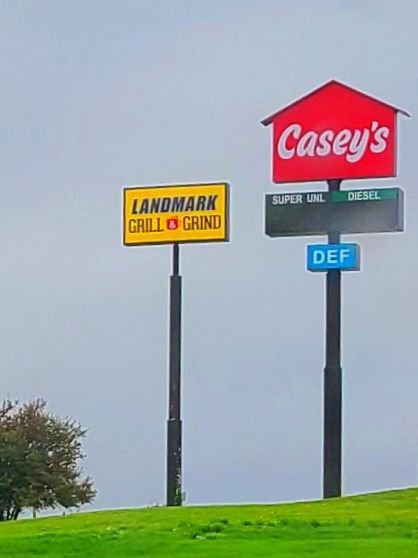 LANDMARK
GRILL & GRIND
Casey's
SUPER UNL DIESEL
DEF